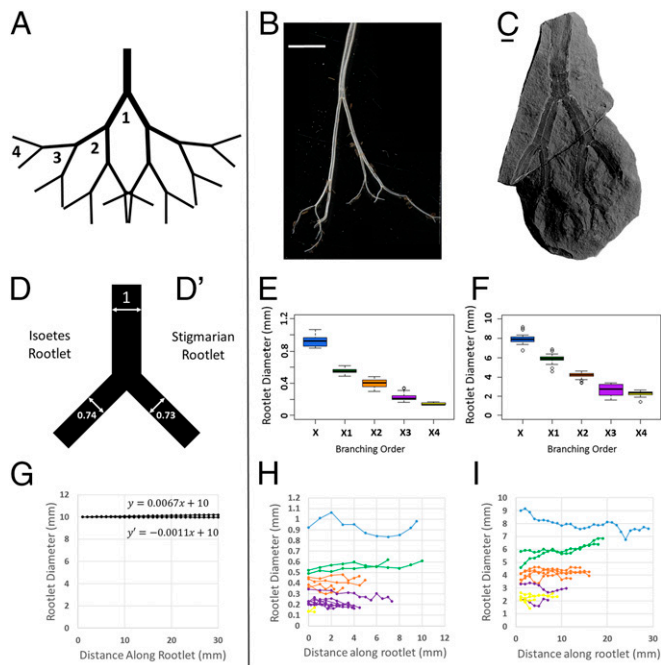 A
B
C
1
2
3
4
D
D'
1
Isoetes
Rootlet
Stigmarian
Rootlet
0.74
0.73
E
Rootlet Diameter (mm)
1.2
0.8
0.4
0
X X1 X2 X3 X4
Branching Order
F
Rootlet Diameter (mm)
10
8
6
4
2
0
X X1 X2 X3 X4
Branching Order
G
Rootlet Diameter (mm)
12
10
8
6
4
2
0
y = 0.0067x + 10
y' = −0.0011x + 10
0 10 20 30
Distance Along Rootlet (mm)
H
Rootlet Diameter (mm)
1.2
1.1
1
0.9
0.8
0.7
0.6
0.5
0.4
0.3
0.2
0.1
0
0 2 4 6 8 10 12
Distance along rootlet (mm)
I
Rootlet Diameter (mm)
10
9
8
7
6
5
4
3
2
1
0
0 10 20 30
Distance Along Rootlet (mm)